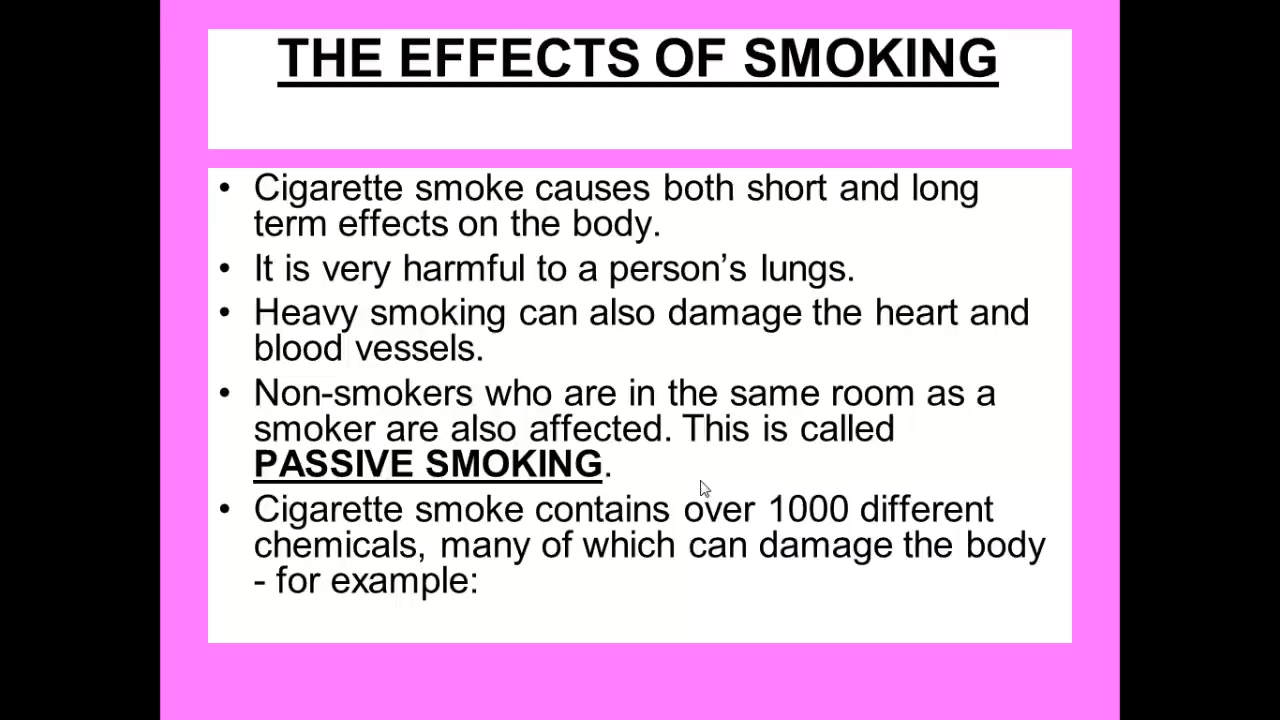 THE EFFECTS OF SMOKING
• Cigarette smoke causes both short and long
term effects on the body.
• It is very harmful to a person’s lungs.
• Heavy smoking can also damage the heart and
blood vessels.
• Non-smokers who are in the same room as a
smoker are also affected. This is called
PASSIVE SMOKING.
• Cigarette smoke contains over 1000 different
chemicals, many of which can damage the body
- for example: